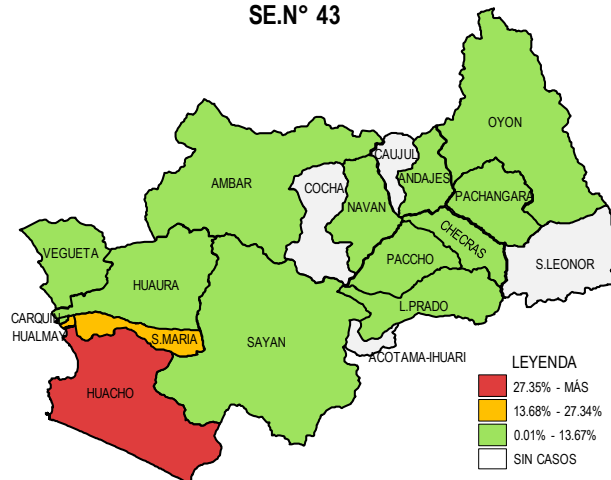 SE.N° 43
OYON
CAUJUL
ANDAJES
AMBAR
COCHA
PACHANGARA
NAVAN
CHECRAS
VEGUETA
PACCHO
S.LEONOR
HUAURA
L.PRADO
CARQUIN
HUALMAY
S.MARIA
SAYAN
ACOTAMA-IHUARI
HUACHO
LEYENDA
27.35% - MÁS
13.68% - 27.34%
0.01% - 13.67%
SIN CASOS